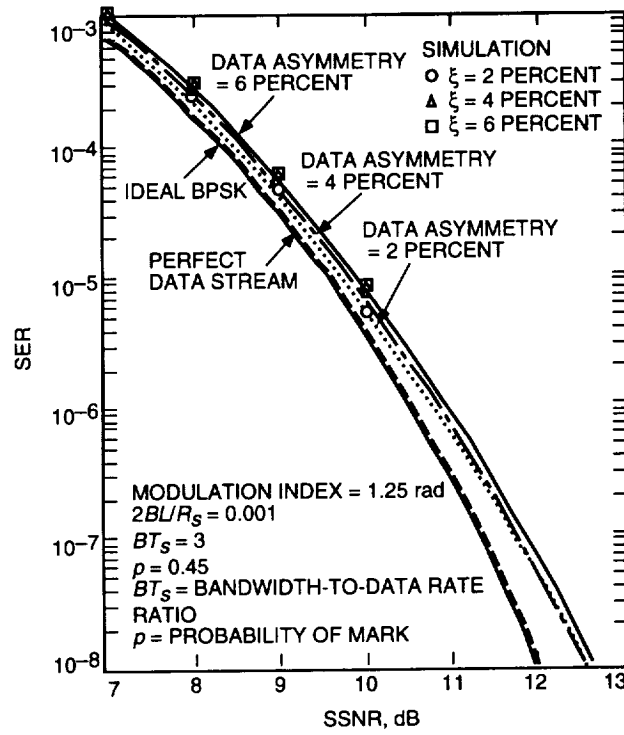 10⁻³
10⁻⁴
10⁻⁵
10⁻⁶
10⁻⁷
10⁻⁸
SER
DATA ASYMMETRY
= 6 PERCENT
SIMULATION
ξ = 2 PERCENT
ξ = 4 PERCENT
ξ = 6 PERCENT
IDEAL BPSK
DATA ASYMMETRY
= 4 PERCENT
DATA ASYMMETRY
= 2 PERCENT
PERFECT
DATA STREAM
MODULATION INDEX = 1.25 rad
2BL/R_S = 0.001
BT_S = 3
p = 0.45
BT_S = BANDWIDTH-TO-DATA RATE
RATIO
p = PROBABILITY OF MARK
7 8 9 10 11 12 13
SSNR, dB